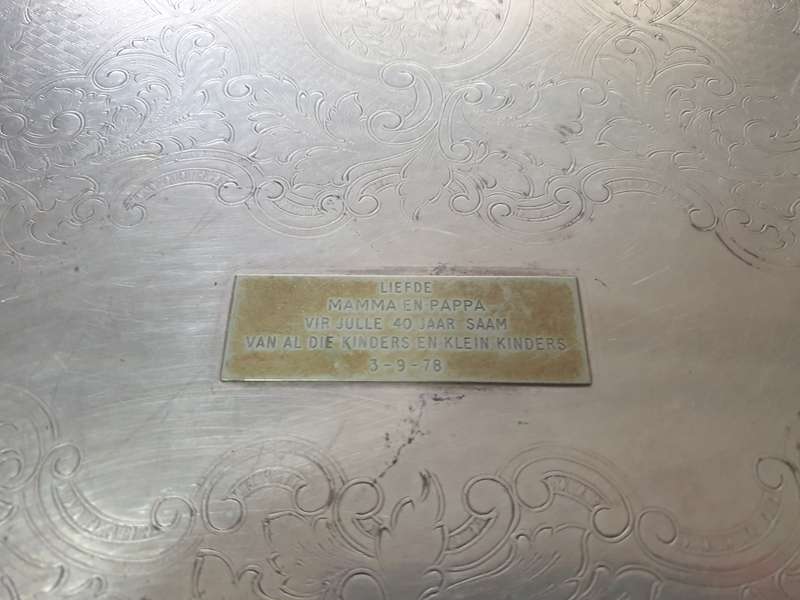 LIEFDE
MAMMA EN PAPPA
VIR JULLE 40 JAAR SAAM
VAN AL DIE KINDERS EN KLEIN KINDERS
3-9-78